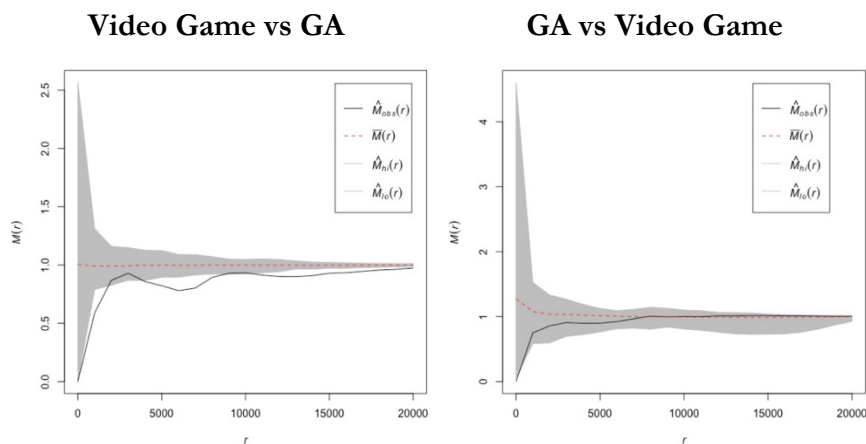 Video Game vs GA
GA vs Video Game
M(r)
2.5
2.0
1.5
1.0
0.5
0.0
M̂obs(r)
M̅(r)
M̂hi(r)
M̂lo(r)
0 5000 10000 15000 20000
r
M(r)
4
3
2
1
0
M̂obs(r)
M̅(r)
M̂hi(r)
M̂lo(r)
0 5000 10000 15000 20000
r